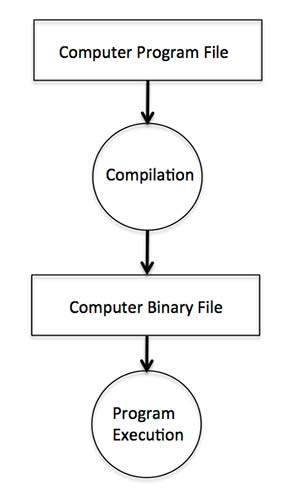 Computer Program File
Compilation
Computer Binary File
Program
Execution